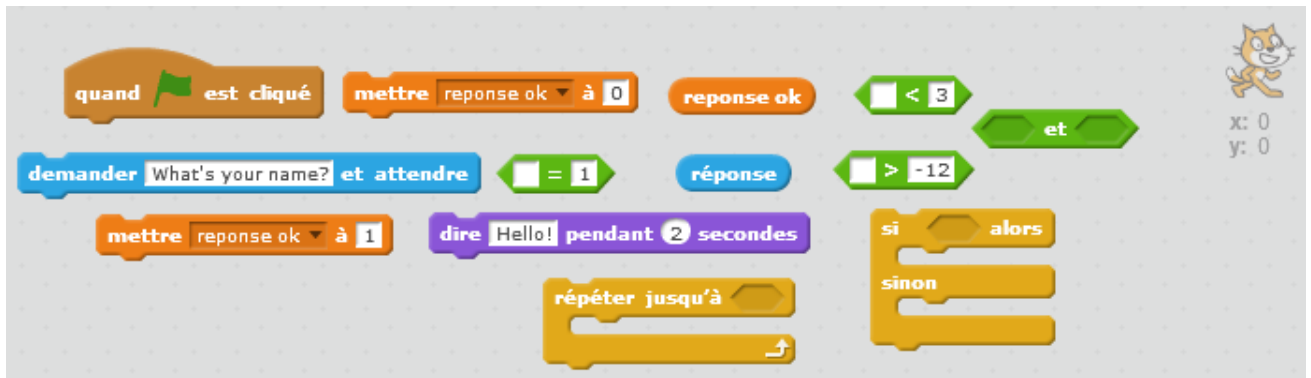 quand est cliqué
mettre reponse ok à 0
reponse ok
< 3
et
x: 0
y: 0
demander What's your name? et attendre
= 1
réponse
> -12
mettre reponse ok à 1
dire Hello! pendant 2 secondes
si alors
sinon
répéter jusqu'à